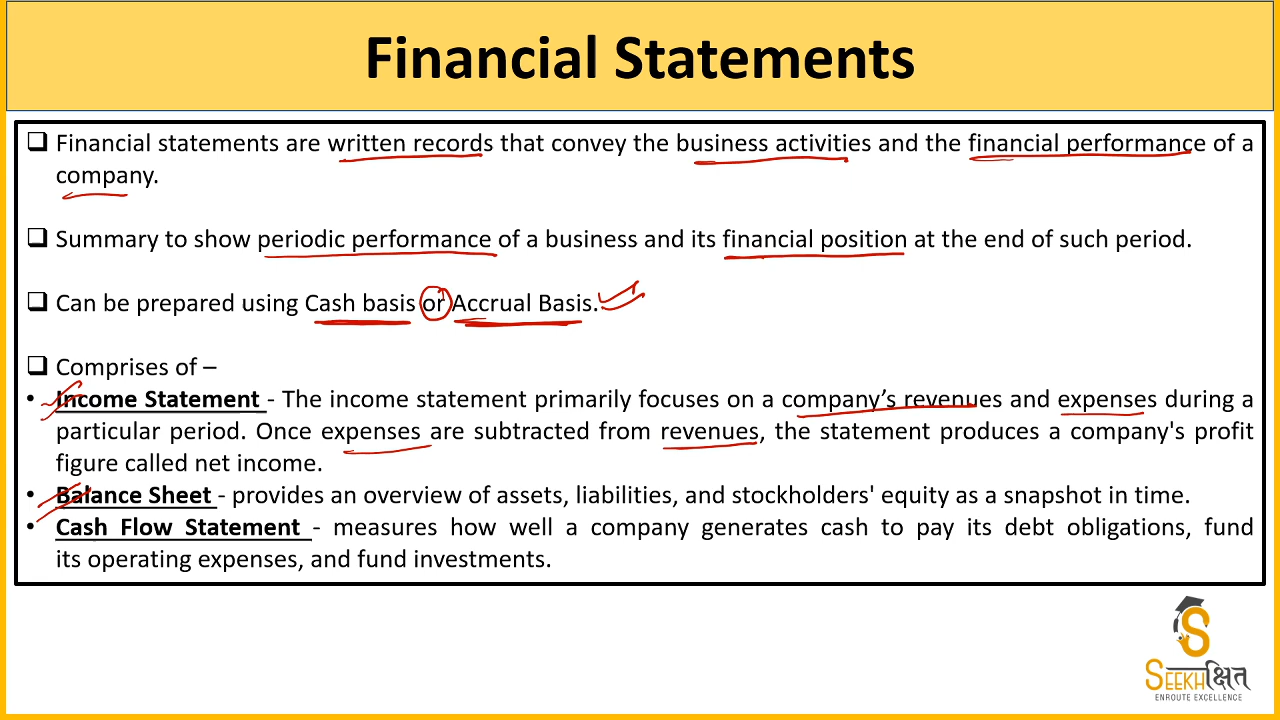 Financial Statements
❑ Financial statements are written records that convey the business activities and the financial performance of a
company.
❑ Summary to show periodic performance of a business and its financial position at the end of such period.
❑ Can be prepared using Cash basis or Accrual Basis.
❑ Comprises of –
• Income Statement - The income statement primarily focuses on a company’s revenues and expenses during a
particular period. Once expenses are subtracted from revenues, the statement produces a company's profit
figure called net income.
• Balance Sheet - provides an overview of assets, liabilities, and stockholders' equity as a snapshot in time.
• Cash Flow Statement - measures how well a company generates cash to pay its debt obligations, fund
its operating expenses, and fund investments.
S
SEEKHक्षित
ENROUTE EXCELLENCE